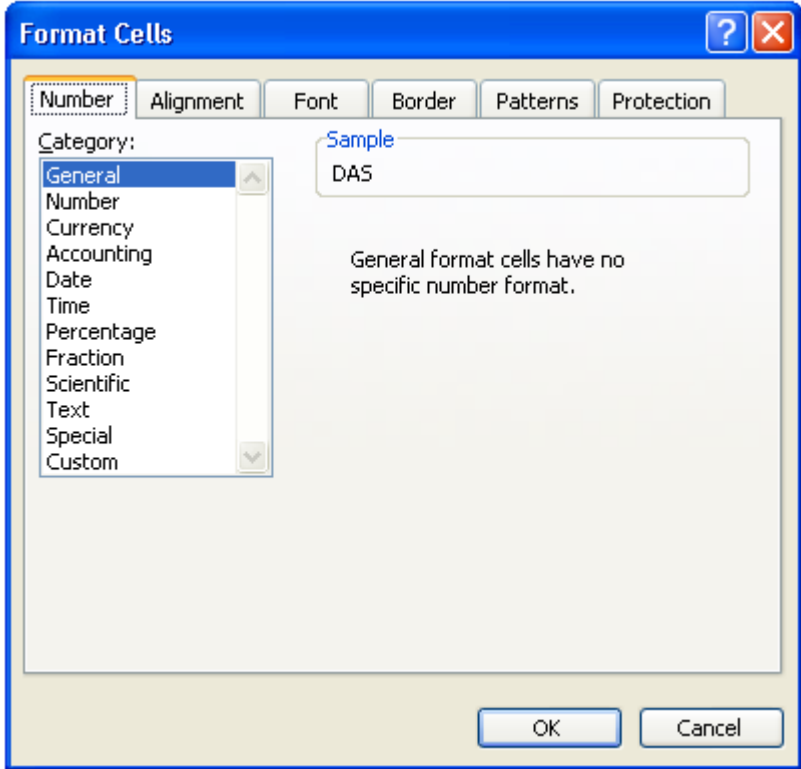 Format Cells
Number Alignment Font Border Patterns Protection
Category:
General
Number
Currency
Accounting
Date
Time
Percentage
Fraction
Scientific
Text
Special
Custom
Sample
DAS
General format cells have no
specific number format.
OK Cancel